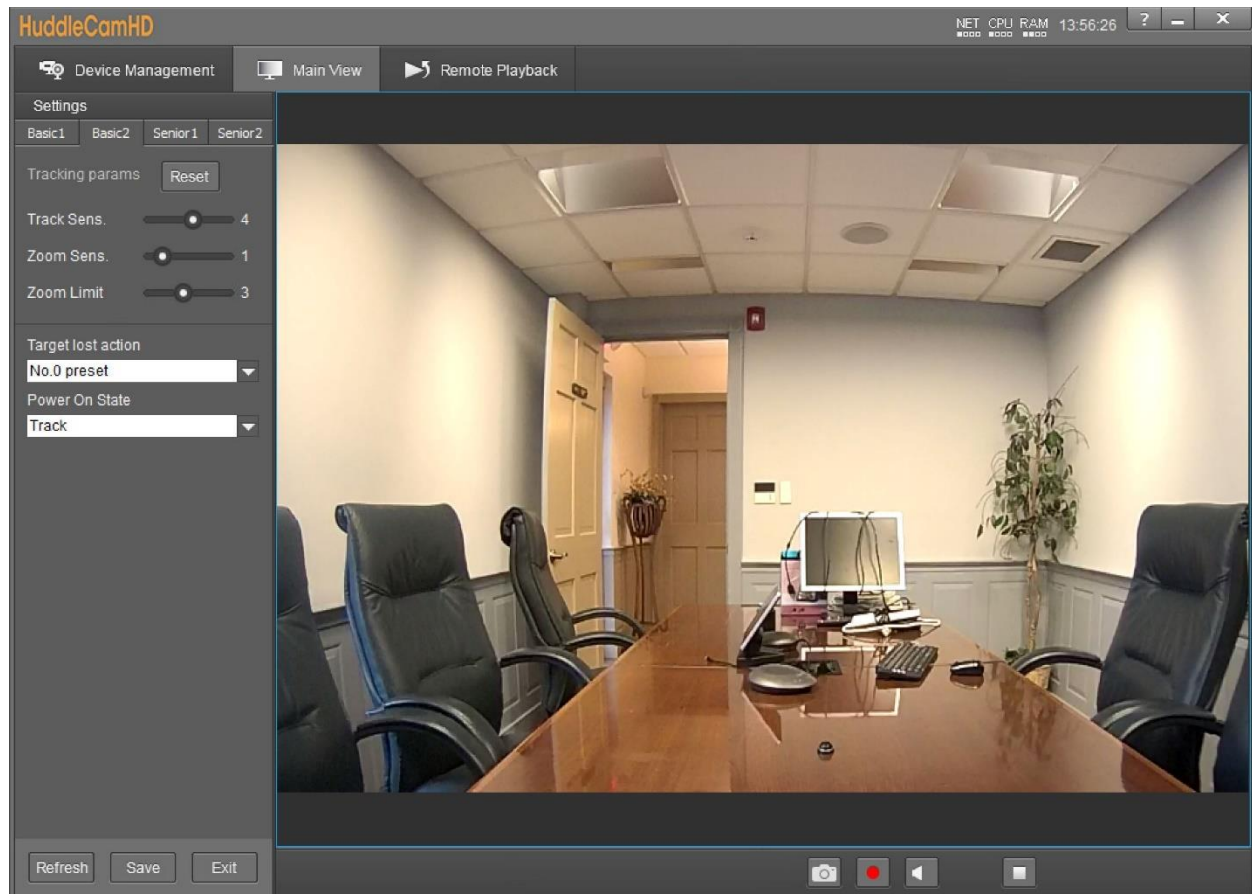 HuddleCamHD
NET CPU RAM 13:56:26 ? _ X
Device Management Main View Remote Playback
Settings
Basic1 Basic2 Senior1 Senior2
Tracking params Reset
Track Sens. 4
Zoom Sens. 1
Zoom Limit 3
Target lost action
No.0 preset
Power On State
Track
Refresh Save Exit